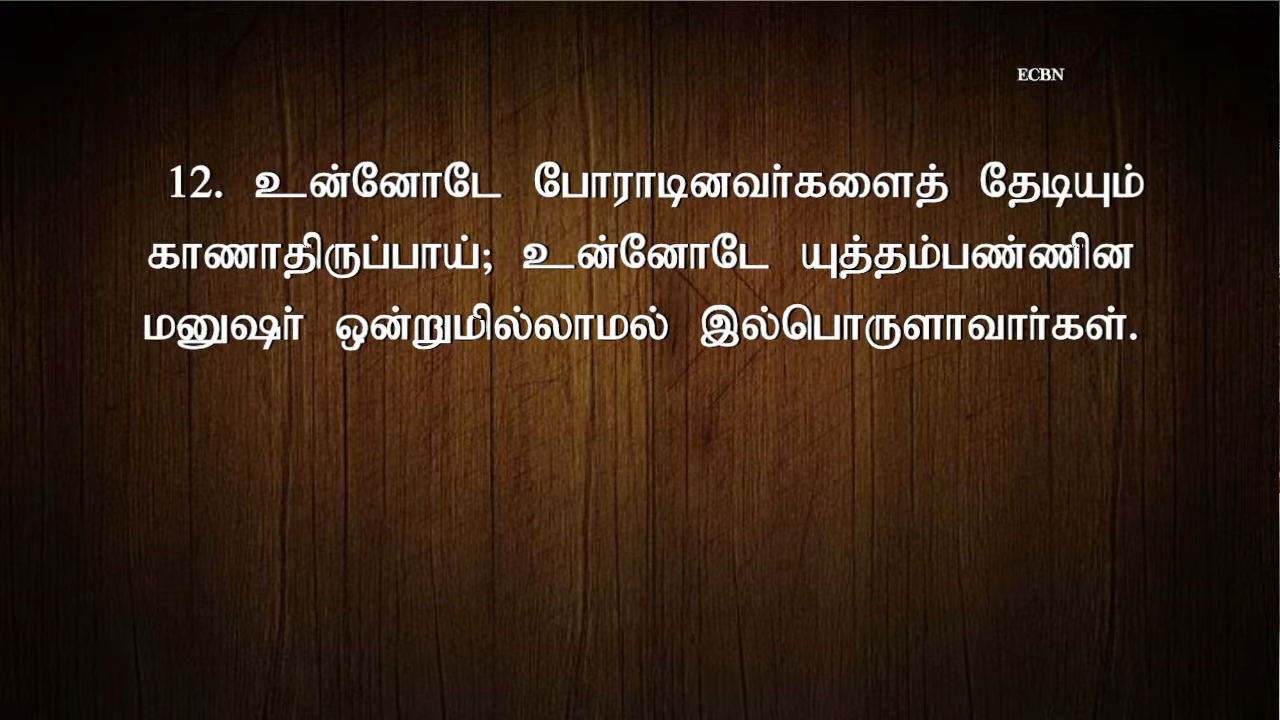 ECBN
12. உன்னோடே போராடினவர்களைத் தேடியும்
காணாதிருப்பாய்; உன்னோடே யுத்தம்பண்ணின
மனுஷர் ஒன்றுமில்லாமல் இல்பொருளாவார்கள்.